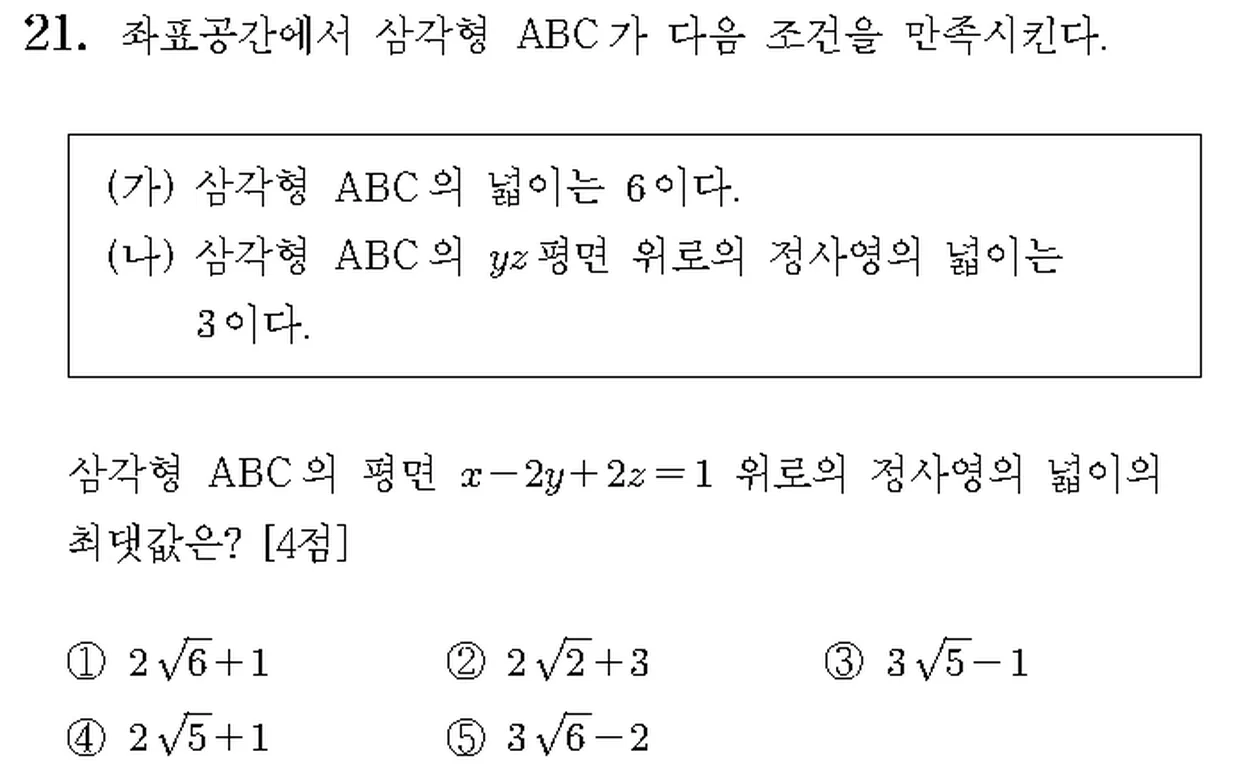 21. 좌표공간에서 삼각형 ABC가 다음 조건을 만족시킨다.
(가) 삼각형 ABC의 넓이는 6이다.
(나) 삼각형 ABC의 yz평면 위로의 정사영의 넓이는
3이다.
삼각형 ABC의 평면 x-2y+2z=1 위로의 정사영의 넓이의
최댓값은? [4점]
① 2√6+1 ② 2√2+3 ③ 3√5-1
④ 2√5+1 ⑤ 3√6-2